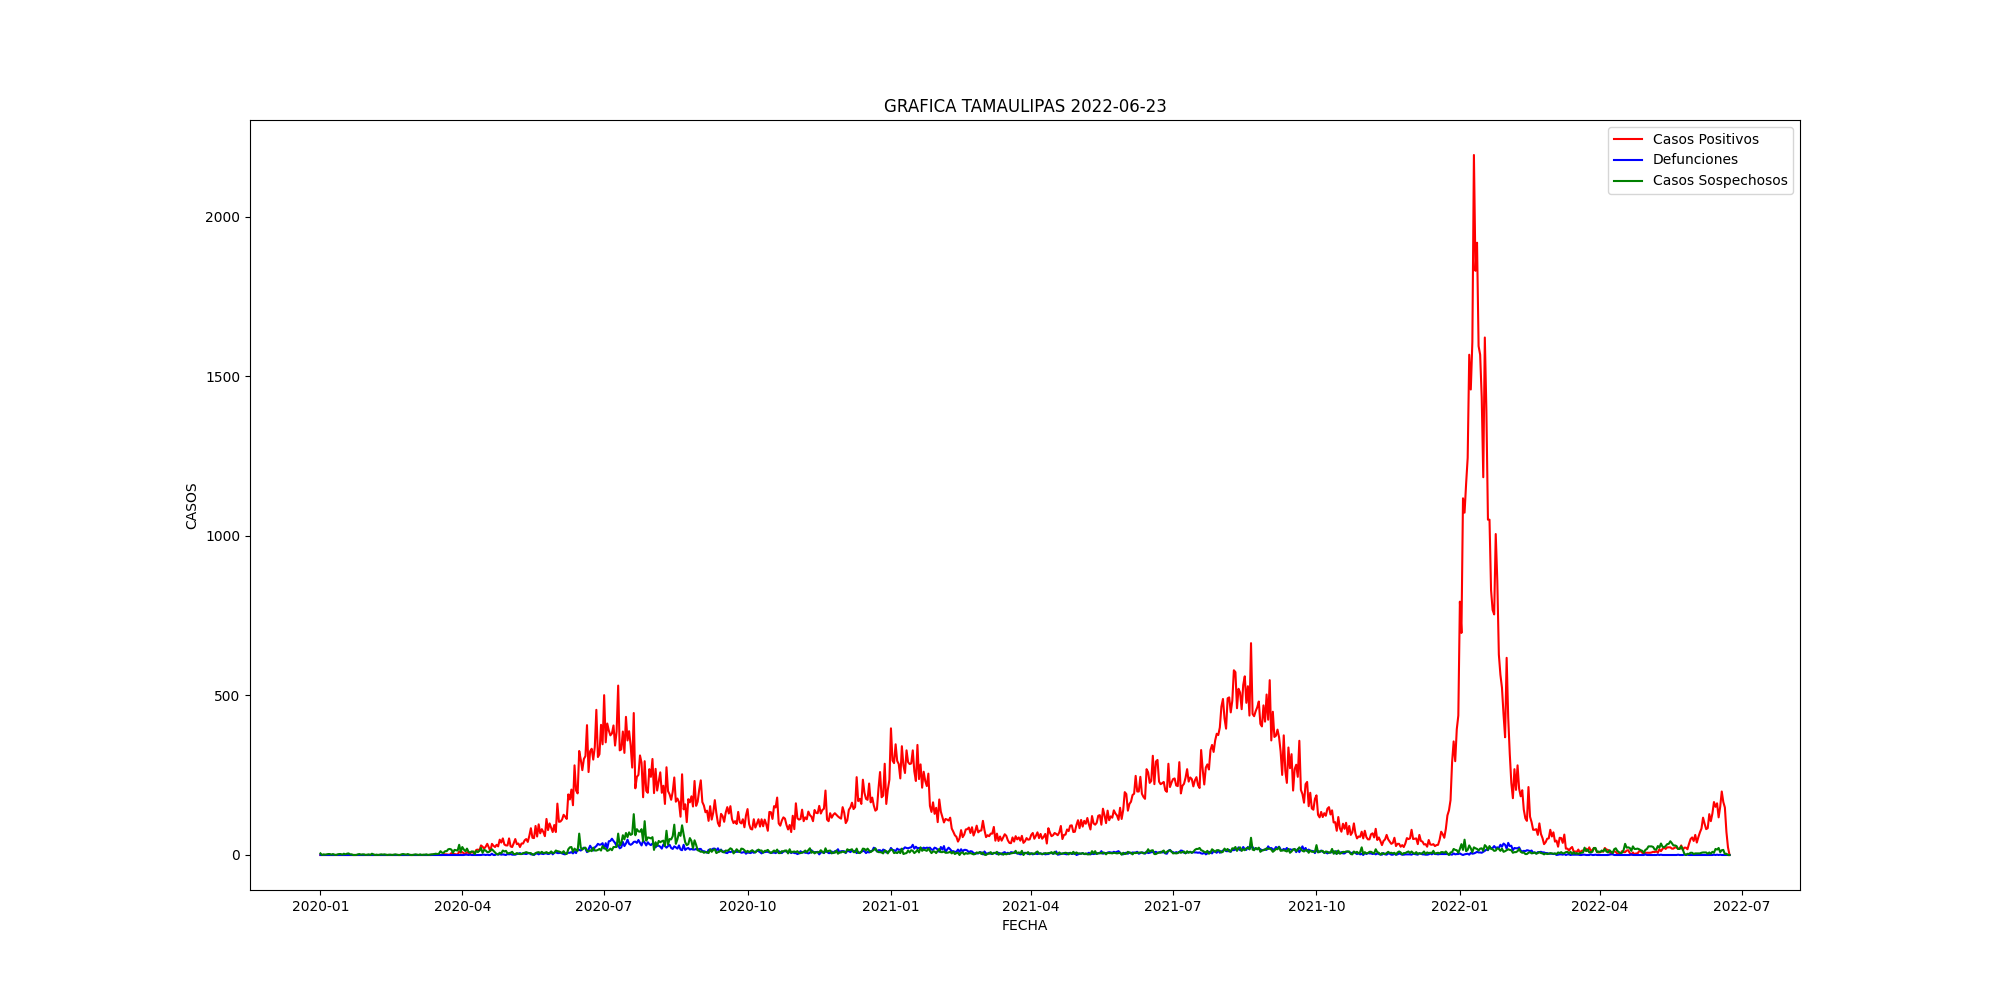 GRAFICA TAMAULIPAS 2022-06-23
Casos Positivos
Defunciones
Casos Sospechosos
2000
1500
1000
500
0
CASOS
2020-01
2020-04
2020-07
2020-10
2021-01
2021-04
2021-07
2021-10
2022-01
2022-04
2022-07
FECHA